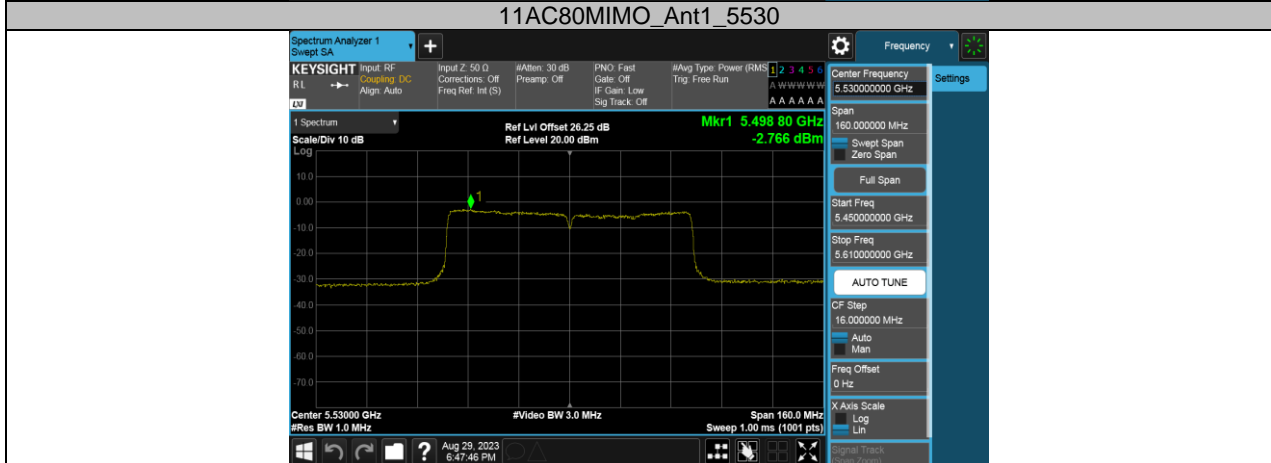 11AC80MIMO_Ant1_5530
Spectrum Analyzer 1
Swept SA
+
Frequency
KEYSIGHT
Input: RF
Input Z: 50 Ω
#Atten: 30 dB
PNO: Fast
#Avg Type: Power (RMS
1 2 3 4 5 6
RL
Coupling: DC
Corrections: Off
Preamp: Off
Gate: Off
Trig: Free Run
A WWWWW
Align: Auto
Freq Ref: Int (S)
IF Gain: Low
Sig Track: Off
A A A A A A
LXI
1 Spectrum
Scale/Div 10 dB
Ref Lvl Offset 26.25 dB
Ref Level 20.00 dBm
Mkr1 5.498 80 GHz
-2.766 dBm
Log
10.0
0.00
-10.0
-20.0
-30.0
-40.0
-50.0
-60.0
-70.0
1
Center 5.53000 GHz
#Res BW 1.0 MHz
#Video BW 3.0 MHz
Span 160.0 MHz
Sweep 1.00 ms (1001 pts)
Center Frequency
5.530000000 GHz
Settings
Span
160.000000 MHz
Swept Span
Zero Span
Full Span
Start Freq
5.450000000 GHz
Stop Freq
5.610000000 GHz
AUTO TUNE
CF Step
16.000000 MHz
Auto
Man
Freq Offset
0 Hz
X Axis Scale
Log
Lin
Signal Track
(Span Zoom)
?
Aug 29, 2023
6:47:46 PM